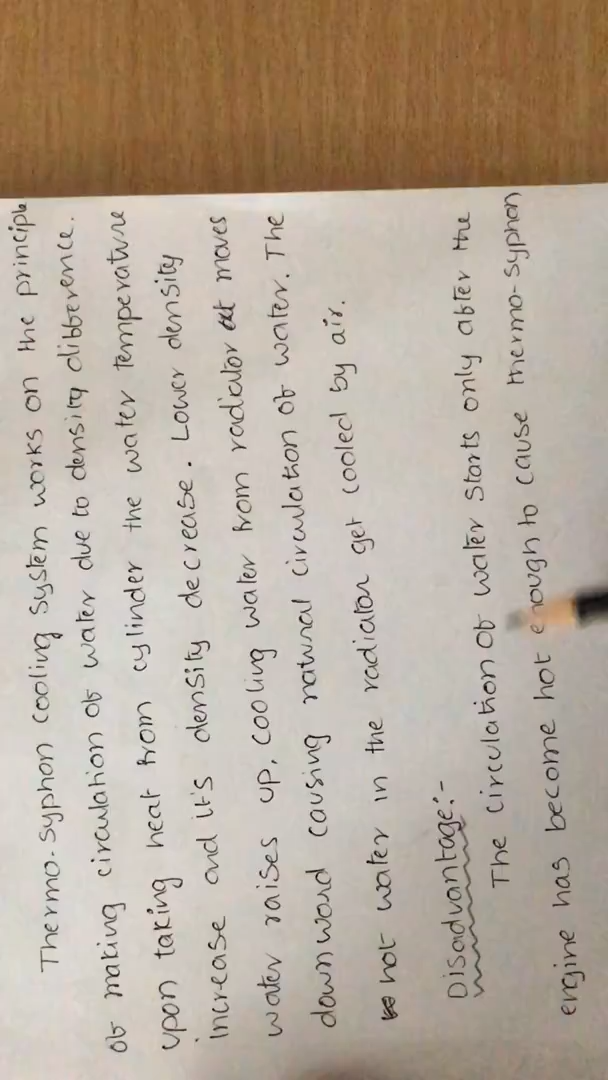 Thermo-syphon cooling system works on the principle
of making circulation of water due to density difference.
upon taking heat from cylinder the water temperature
increase and it's density decrease. Lower density
water raises up, cooling water from radiator moves
downword causing natural circulation of water. The
hot water in the radiator get cooled by air.
Disadvantage:-
The circulation of water starts only after the
engine has become hot enough to cause thermo-syphon